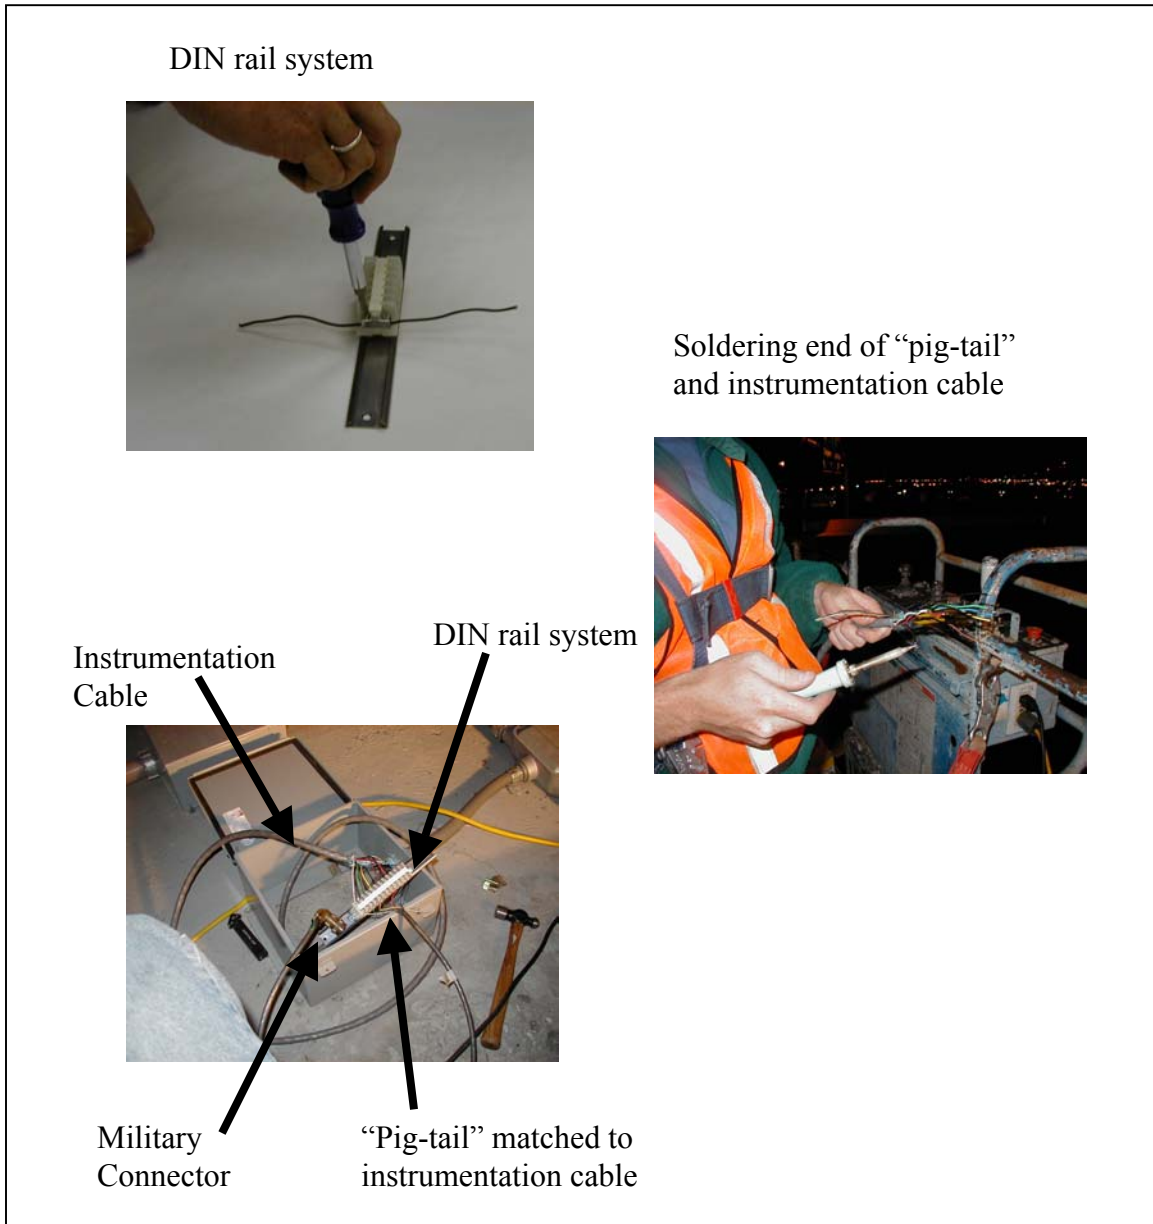 DIN rail system
Soldering end of “pig-tail”
and instrumentation cable
DIN rail system
Instrumentation
Cable
Military
Connector
“Pig-tail” matched to
instrumentation cable